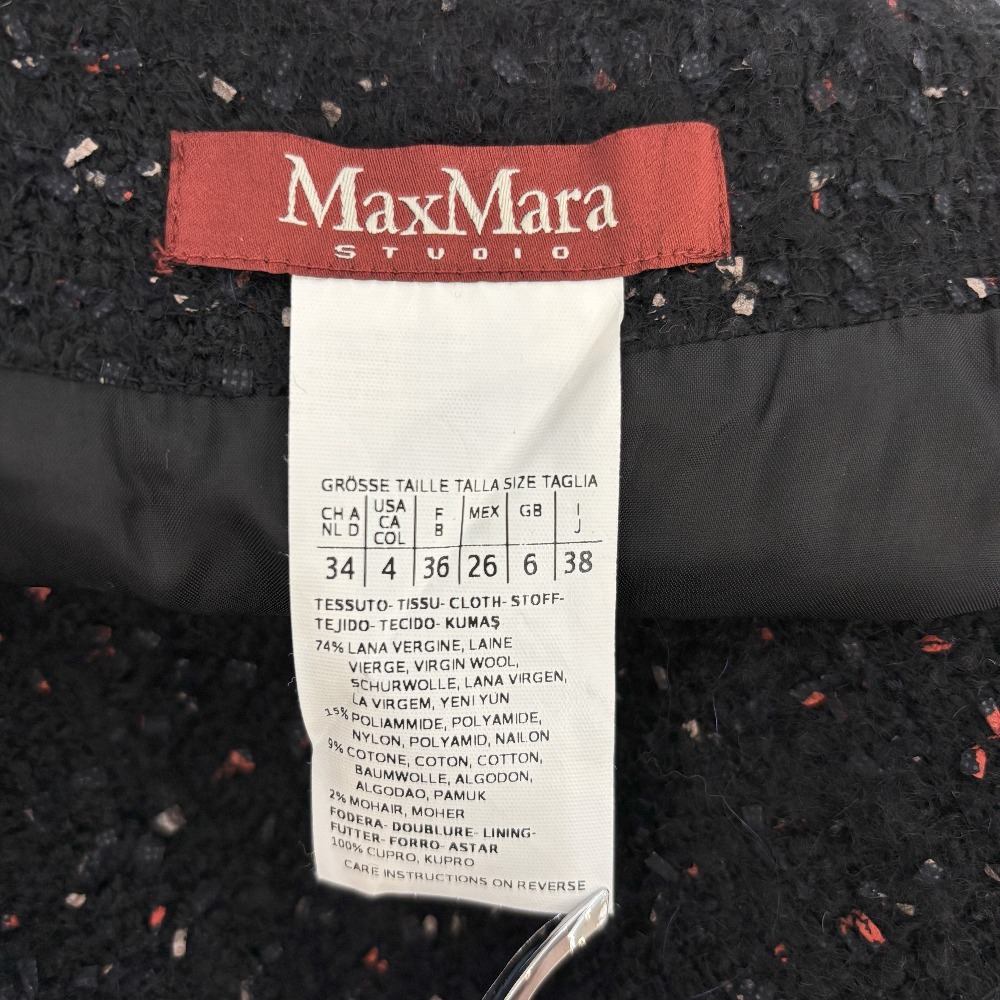 MaxMara
STUDIO
GRÖSSE TAILLE TALLA SIZE TAGLIA
CH A NL D USA CA COL F B MEX GB I J
34 4 36 26 6 38
TESSUTO- TISSU- CLOTH- STOFF-
TEJIDO- TECIDO- KUMAŞ
74% LANA VERGINE, LAINE
VIERGE, VIRGIN WOOL,
SCHURWOLLE, LANA VIRGEN,
LA VIRGEM, YENI YUN
15% POLIAMMIDE, POLYAMIDE,
NYLON, POLYAMID, NAILON
9% COTONE, COTON, COTTON,
BAUMWOLLE, ALGODON,
ALGODAO, PAMUK
2% MOHAIR, MOHER
FODERA- DOUBLURE- LINING-
FUTTER- FORRO- ASTAR
100% CUPRO, KUPRO
CARE INSTRUCTIONS ON REVERSE